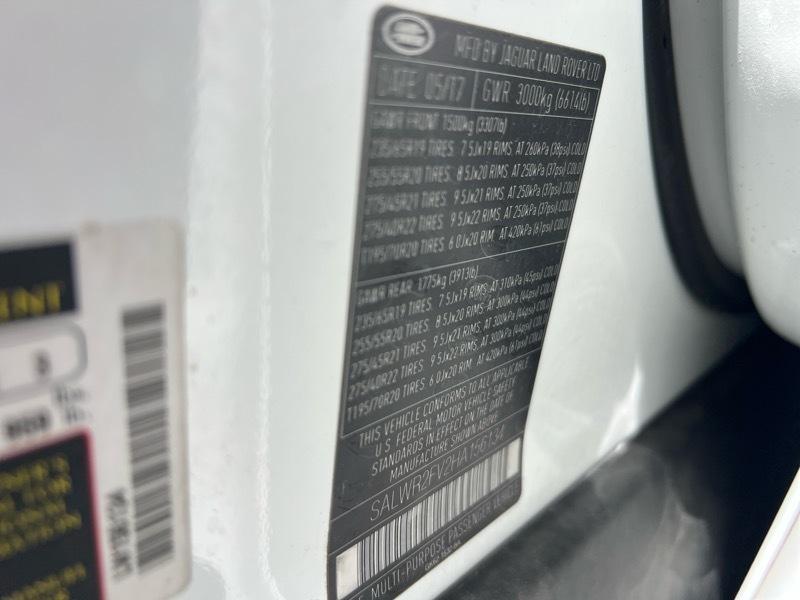 MFD BY JAGUAR LAND ROVER LTD
DATE 05/17 GWR 3000kg (6614lb)
GAWR FRONT 1500kg (3307lb)
235/65R19 TIRES 7.5Jx19 RIMS AT 260kPa (38psi) COLD
255/55R20 TIRES 8.5Jx20 RIMS AT 250kPa (37psi) COLD
275/45R21 TIRES 9.5Jx21 RIMS AT 250kPa (37psi) COLD
275/40R22 TIRES 9.5Jx22 RIMS AT 250kPa (37psi) COLD
T195/70R20 TIRES 6.0Jx20 RIM AT 420kPa (61psi) COLD
GAWR REAR 1775kg (3913lb)
235/65R19 TIRES 7.5Jx19 RIMS AT 310kPa (45psi) COLD
255/55R20 TIRES 8.5Jx20 RIMS AT 300kPa (44psi) COLD
275/45R21 TIRES 9.5Jx21 RIMS AT 300kPa (44psi) COLD
275/40R22 TIRES 9.5Jx22 RIMS AT 300kPa (44psi) COLD
T195/70R20 TIRES 6.0Jx20 RIM AT 420kPa (61psi) COLD
THIS VEHICLE CONFORMS TO ALL APPLICABLE
U.S. FEDERAL MOTOR VEHICLE SAFETY
STANDARDS IN EFFECT ON THE DATE OF
MANUFACTURE SHOWN ABOVE
SALWR2FV2HA156134
MULTI-PURPOSE PASSENGER VEHICLE